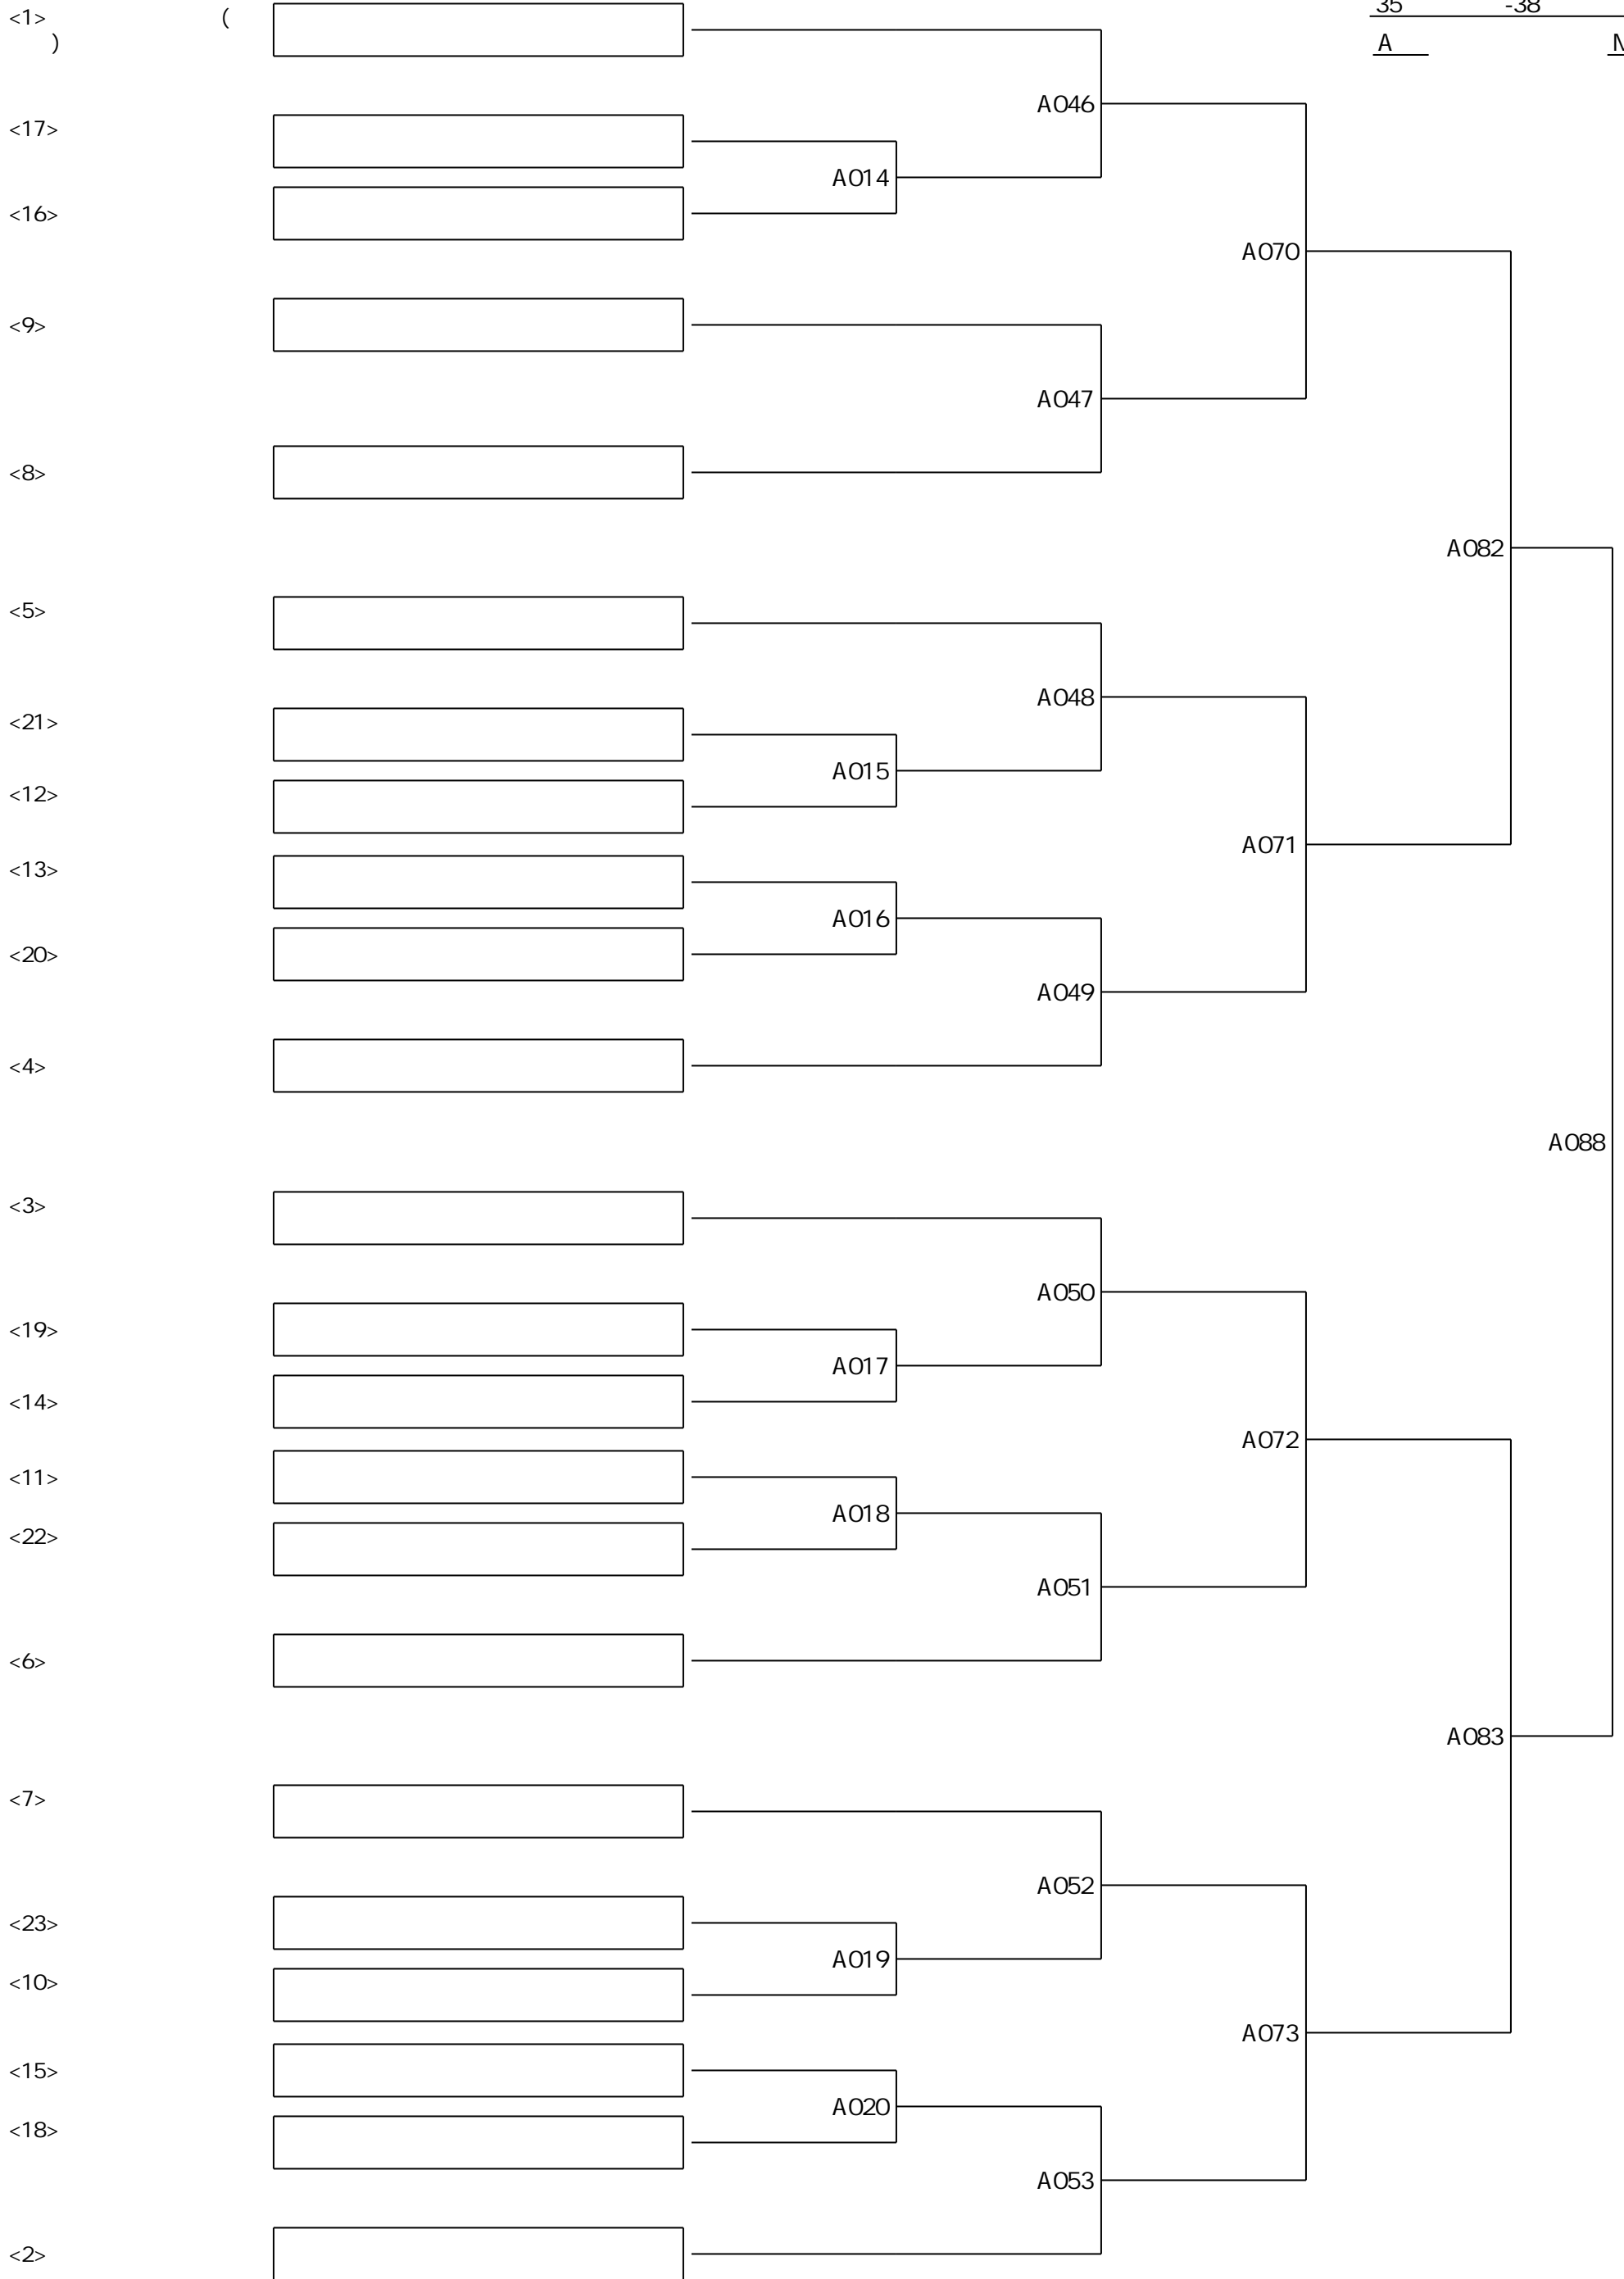 <1> (
)
35 -38
A N
A046
<17>
A014
<16>
A070
<9>
A047
<8>
A082
<5>
A048
<21>
A015
<12>
A071
<13>
A016
<20>
A049
<4>
A088
<3>
A050
<19>
A017
<14>
A072
<11>
A018
<22>
A051
<6>
A083
<7>
A052
<23>
A019
<10>
A073
<15>
A020
<18>
A053
<2>